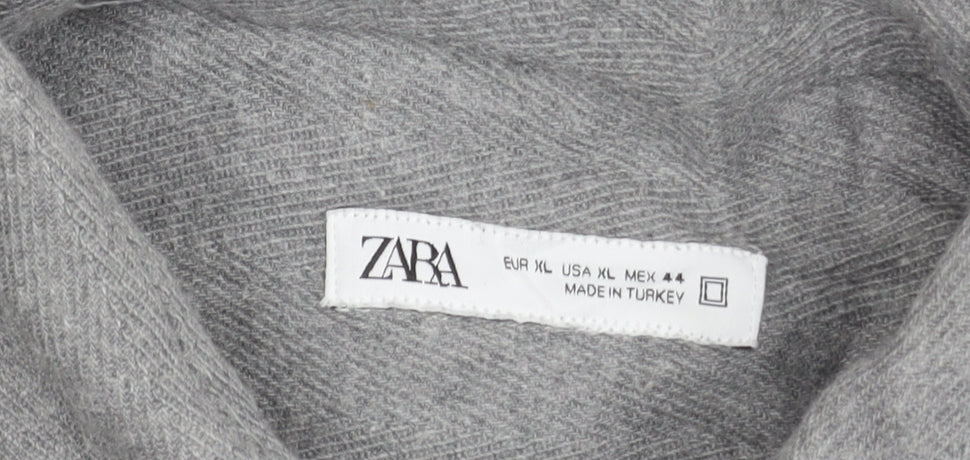 ZARA
EUR XL USA XL MEX 44
MADE IN TURKEY